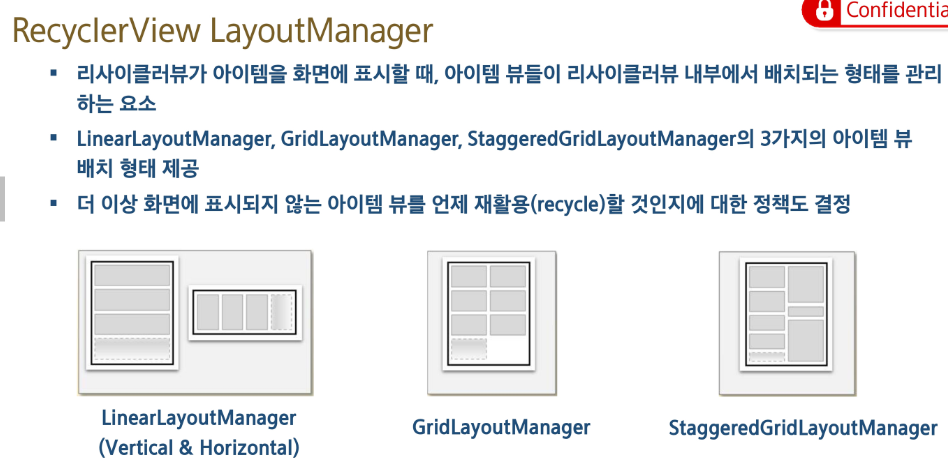 Confidentia
RecyclerView LayoutManager
▪ 리사이클러뷰가 아이템을 화면에 표시할 때, 아이템 뷰들이 리사이클러뷰 내부에서 배치되는 형태를 관리
하는 요소
▪ LinearLayoutManager, GridLayoutManager, StaggeredGridLayoutManager의 3가지의 아이템 뷰
배치 형태 제공
▪ 더 이상 화면에 표시되지 않는 아이템 뷰를 언제 재활용(recycle)할 것인지에 대한 정책도 결정
LinearLayoutManager
(Vertical & Horizontal)
GridLayoutManager
StaggeredGridLayoutManager